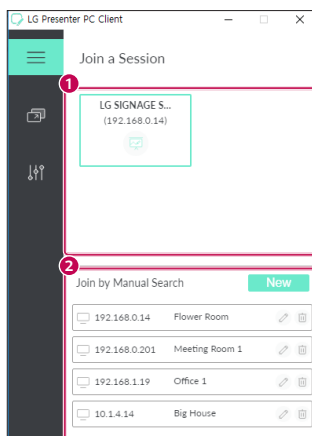 LG Presenter PC Client
Join a Session
1
LG SIGNAGE S...
(192.168.0.14)
2
Join by Manual Search
New
192.168.0.14 Flower Room
192.168.0.201 Meeting Room 1
192.168.1.19 Office 1
10.1.4.14 Big House